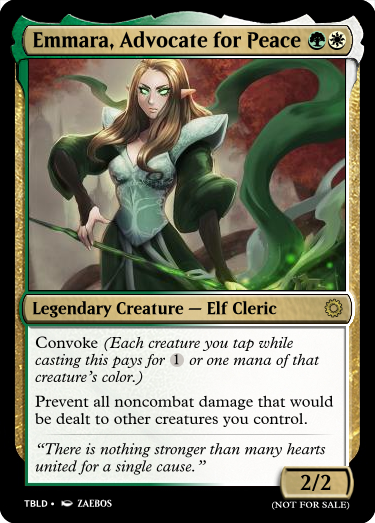 Emmara, Advocate for Peace
Legendary Creature — Elf Cleric
Convoke (Each creature you tap while
casting this pays for 1 or one mana of that
creature's color.)
Prevent all noncombat damage that would
be dealt to other creatures you control.
“There is nothing stronger than many hearts
united for a single cause.”
2/2
TBLD • ZAEBOS
(NOT FOR SALE)